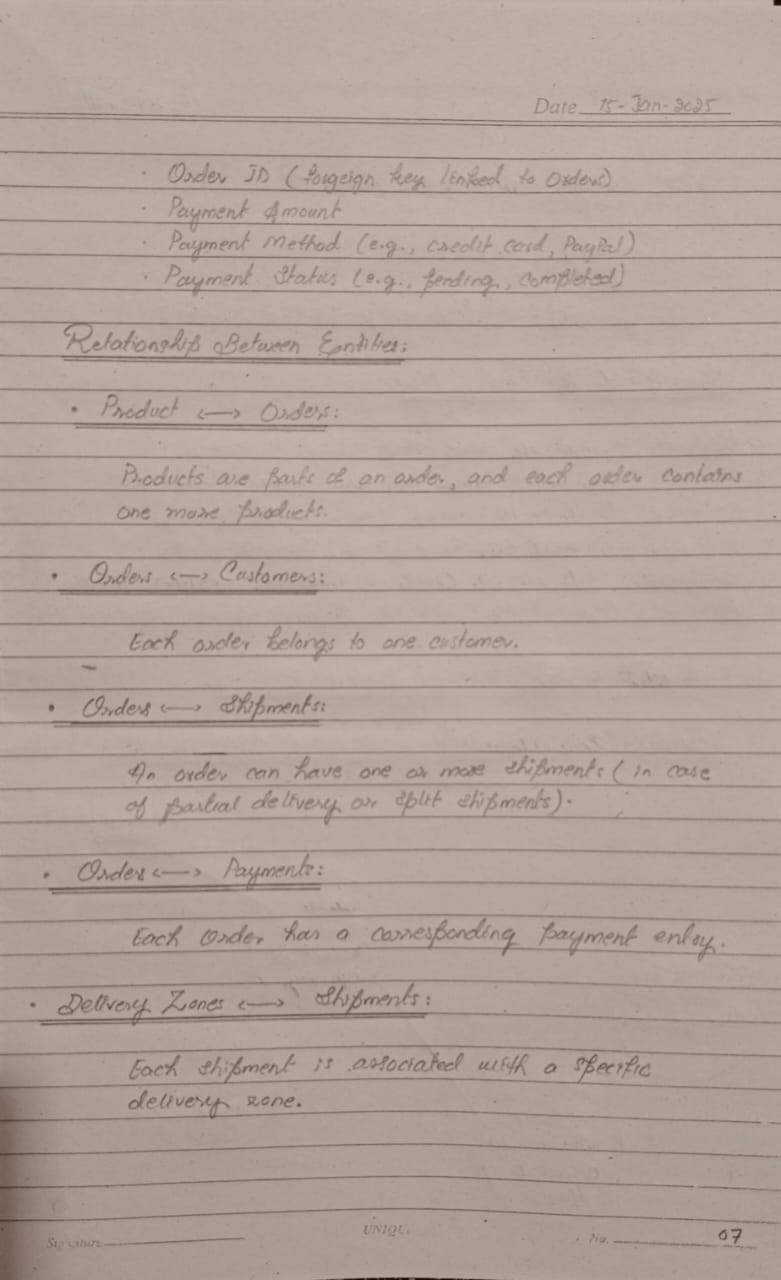 Date 15-Jan-2025
· Order ID (forgeign key linked to Orders)
· Payment Amount
· Payment Method (e.g., credit card, PayPal)
· Payment Status (e.g., pending, completed)
Relationship Between Entities:
• Product <—> Orders:
Products are parts of an order, and each order contains
one more products.
• Orders <—> Customers:
Each order belongs to one customer.
• Orders <—> Shipments:
An order can have one or more shipments (in case
of partial delivery or split shipments).
• Orders <—> Payments:
Each Order has a corresponding payment entry.
• Delivery Zones <—> Shipments:
Each shipment is associated with a specific
delivery zone.
Signature
UNIQU.
No. 07